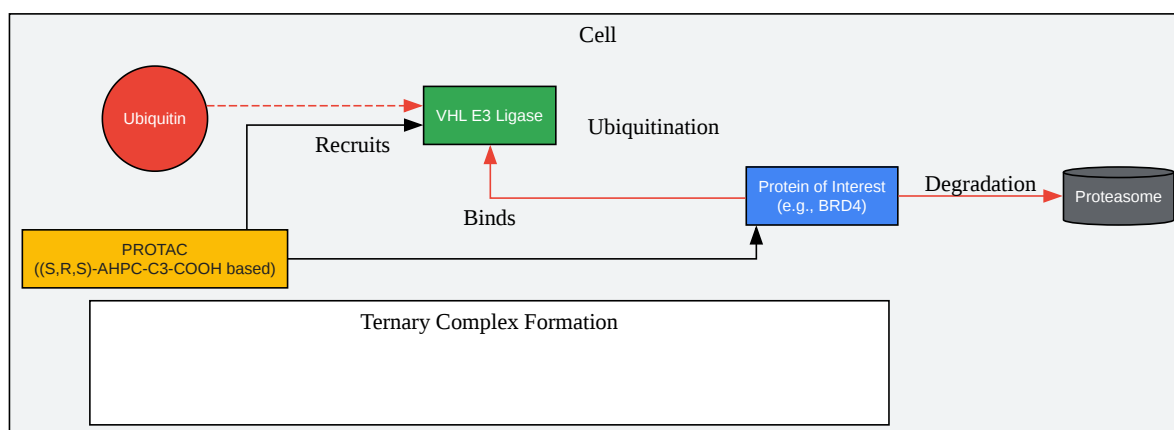 Cell
Ubiquitin
VHL E3 Ligase
Ubiquitination
Recruits
Protein of Interest
(e.g., BRD4)
Degradation
Proteasome
Binds
PROTAC
((S,R,S)-AHPC-C3-COOH based)
Ternary Complex Formation